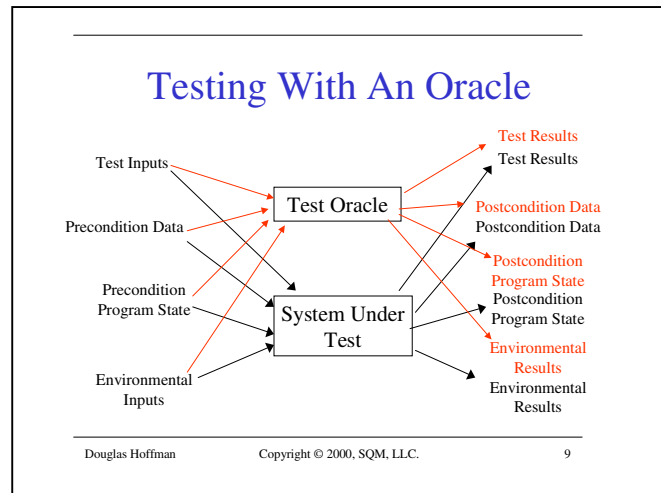 Testing With An Oracle
Test Inputs
Precondition Data
Precondition
Program State
Environmental
Inputs
Test Oracle
System Under
Test
Test Results
Test Results
Postcondition Data
Postcondition Data
Postcondition
Program State
Postcondition
Program State
Environmental
Results
Environmental
Results
Douglas Hoffman
Copyright © 2000, SQM, LLC.
9